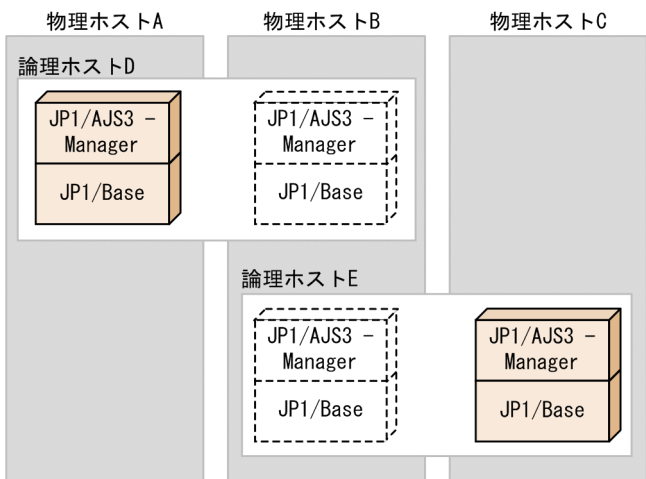 物理ホストA
物理ホストB
物理ホストC
論理ホストD
JP1/AJS3 -
Manager
JP1/Base
JP1/AJS3 -
Manager
JP1/Base
論理ホストE
JP1/AJS3 -
Manager
JP1/Base
JP1/AJS3 -
Manager
JP1/Base